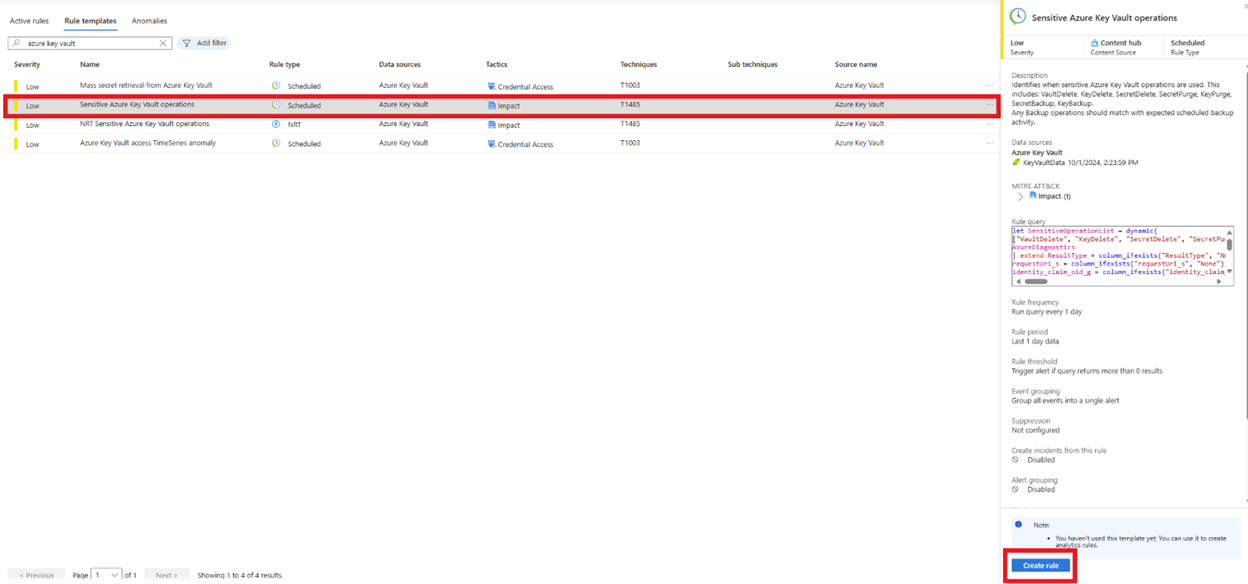 Active rules Rule templates Anomalies
azure key vault Add filter
Severity Name Rule type Data sources Tactics Techniques Sub techniques Source name
Low Mass secret retrieval from Azure Key Vault Scheduled Azure Key Vault Credential Access T1003 Azure Key Vault ...
Low Sensitive Azure Key Vault operations Scheduled Azure Key Vault Impact T1485 Azure Key Vault ...
Low NRT Sensitive Azure Key Vault operations NRT Azure Key Vault Impact T1485 Azure Key Vault ...
Low Azure Key Vault access TimeSeries anomaly Scheduled Azure Key Vault Credential Access T1003 Azure Key Vault ...
< Previous Page 1 of 1 Next > Showing 1 to 4 of 4 results.
Sensitive Azure Key Vault operations
Low Content hub Scheduled
Severity Content Source Rule Type
Description
Identifies when sensitive Azure Key Vault operations are used. This
includes: VaultDelete, KeyDelete, SecretDelete, SecretPurge, KeyPurge,
SecretBackup, KeyBackup.
Any Backup operations should match with expected scheduled backup
activity.
Data sources
Azure Key Vault
KeyVaultData 10/1/2024, 2:23:59 PM
MITRE ATT&CK
Impact (1)
Rule query
let SensitiveOperationList = dynamic(
["VaultDelete", "KeyDelete", "SecretDelete", "SecretPu
AzureDiagnostics
| extend ResultType = column_ifexists("ResultType", "No
requestUri_s = column_ifexists("requestUri_s", "None")
identity_claim_oid_g = column_ifexists("identity_claim_
Rule frequency
Run query every 1 day
Rule period
Last 1 day data
Rule threshold
Trigger alert if query returns more than 0 results
Event grouping
Group all events into a single alert
Suppression
Not configured
Create incidents from this rule
Disabled
Alert grouping
Disabled
Note:
• You haven't used this template yet; You can use it to create
analytics rules.
Create rule